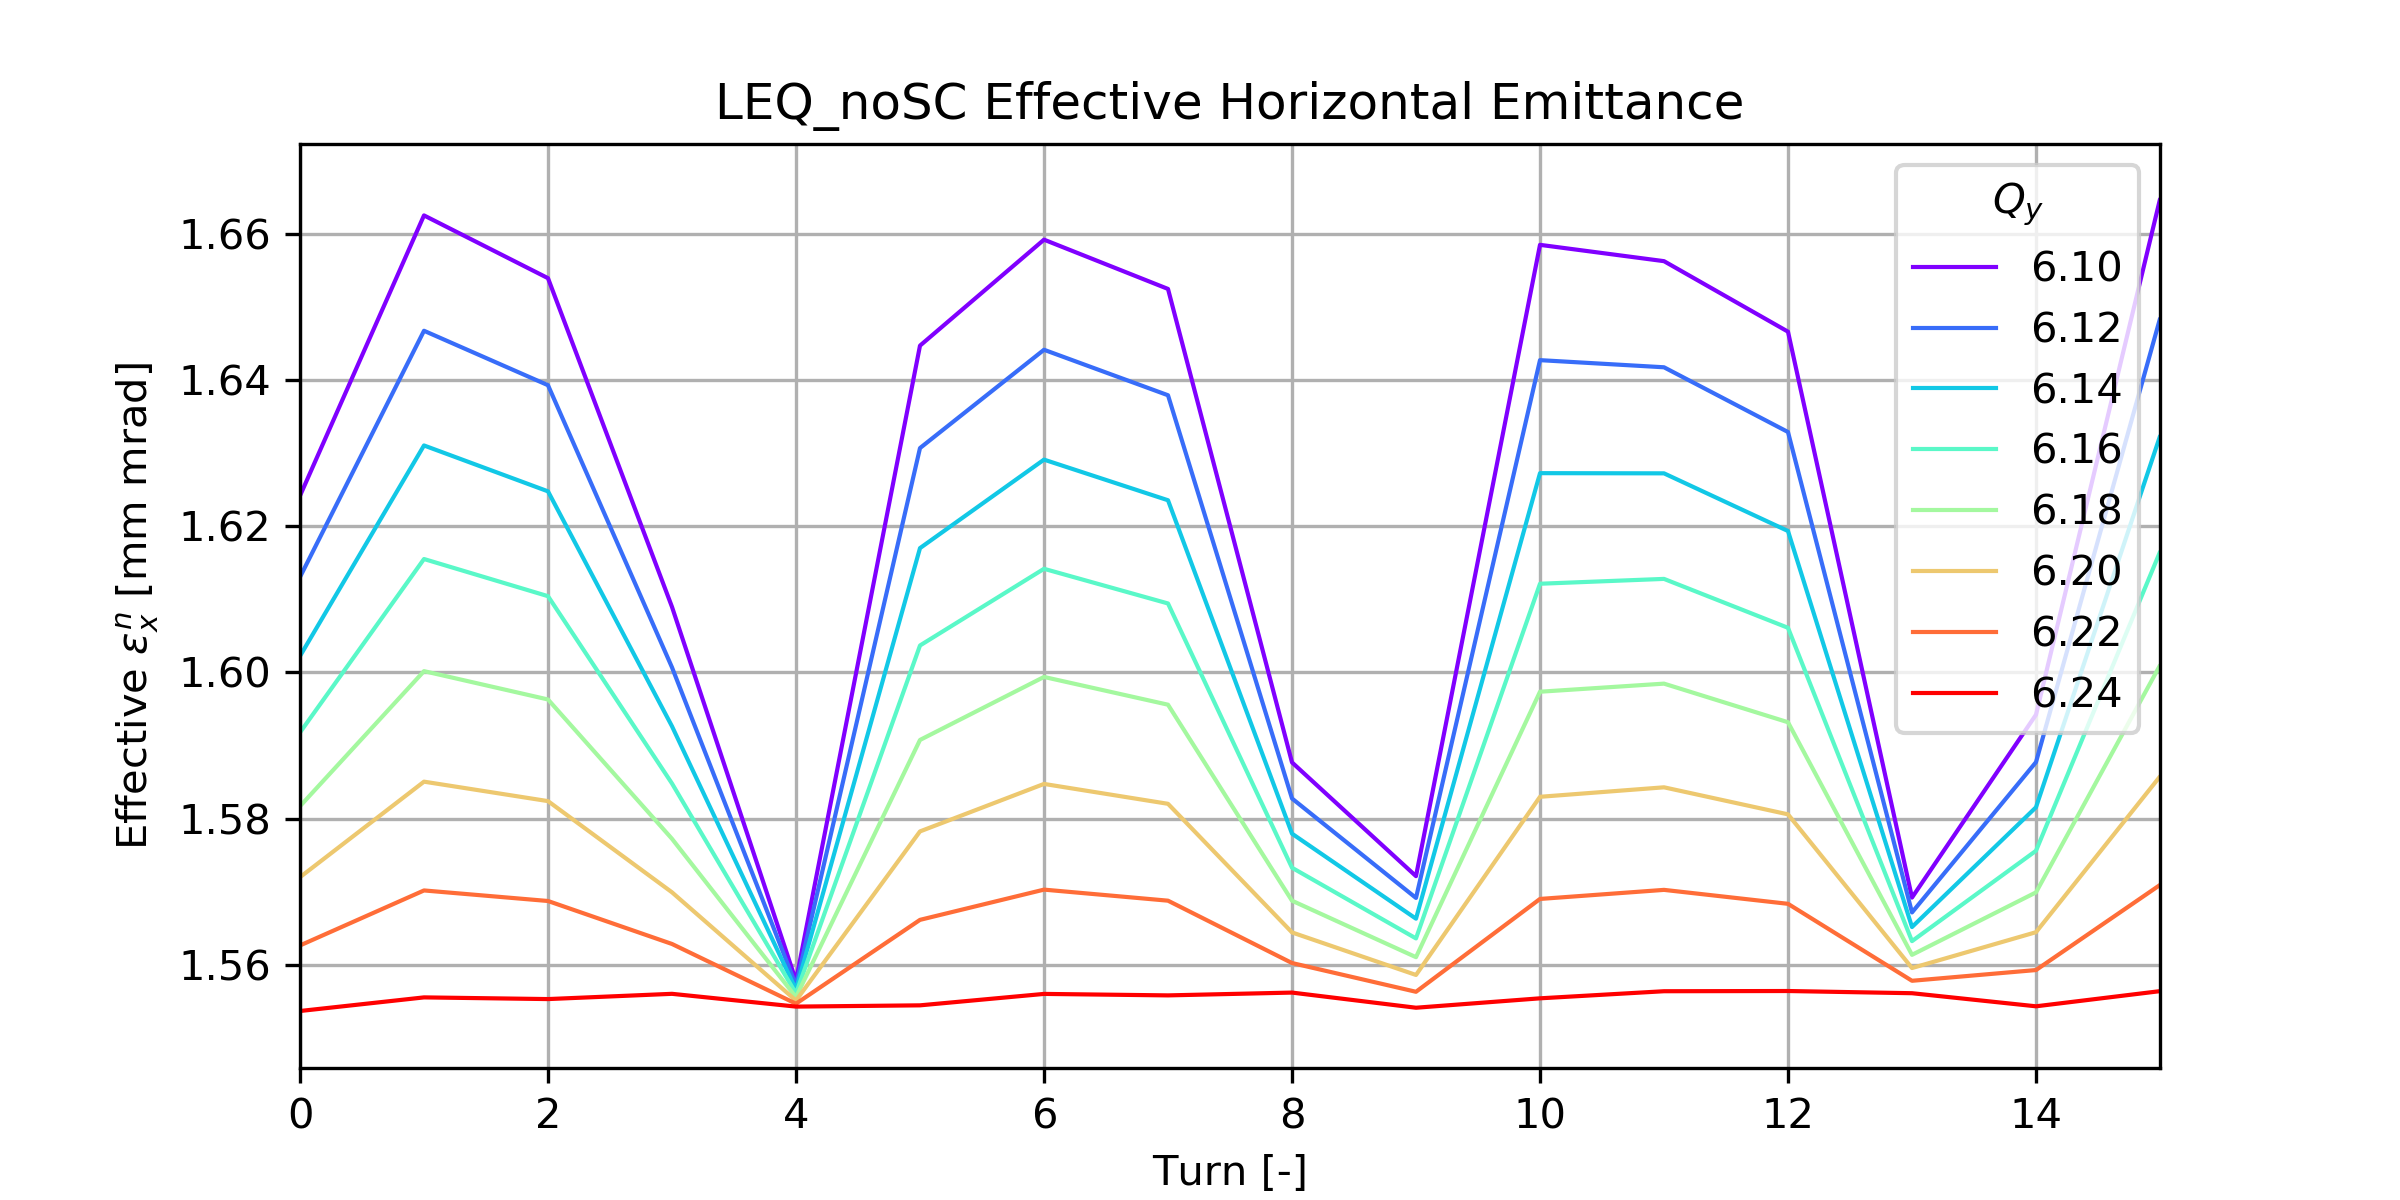 LEQ_noSC Effective Horizontal Emittance
Effective ε_x^n [mm mrad]
1.66
1.64
1.62
1.60
1.58
1.56
0 2 4 6 8 10 12 14
Turn [-]
Q_y
6.10
6.12
6.14
6.16
6.18
6.20
6.22
6.24